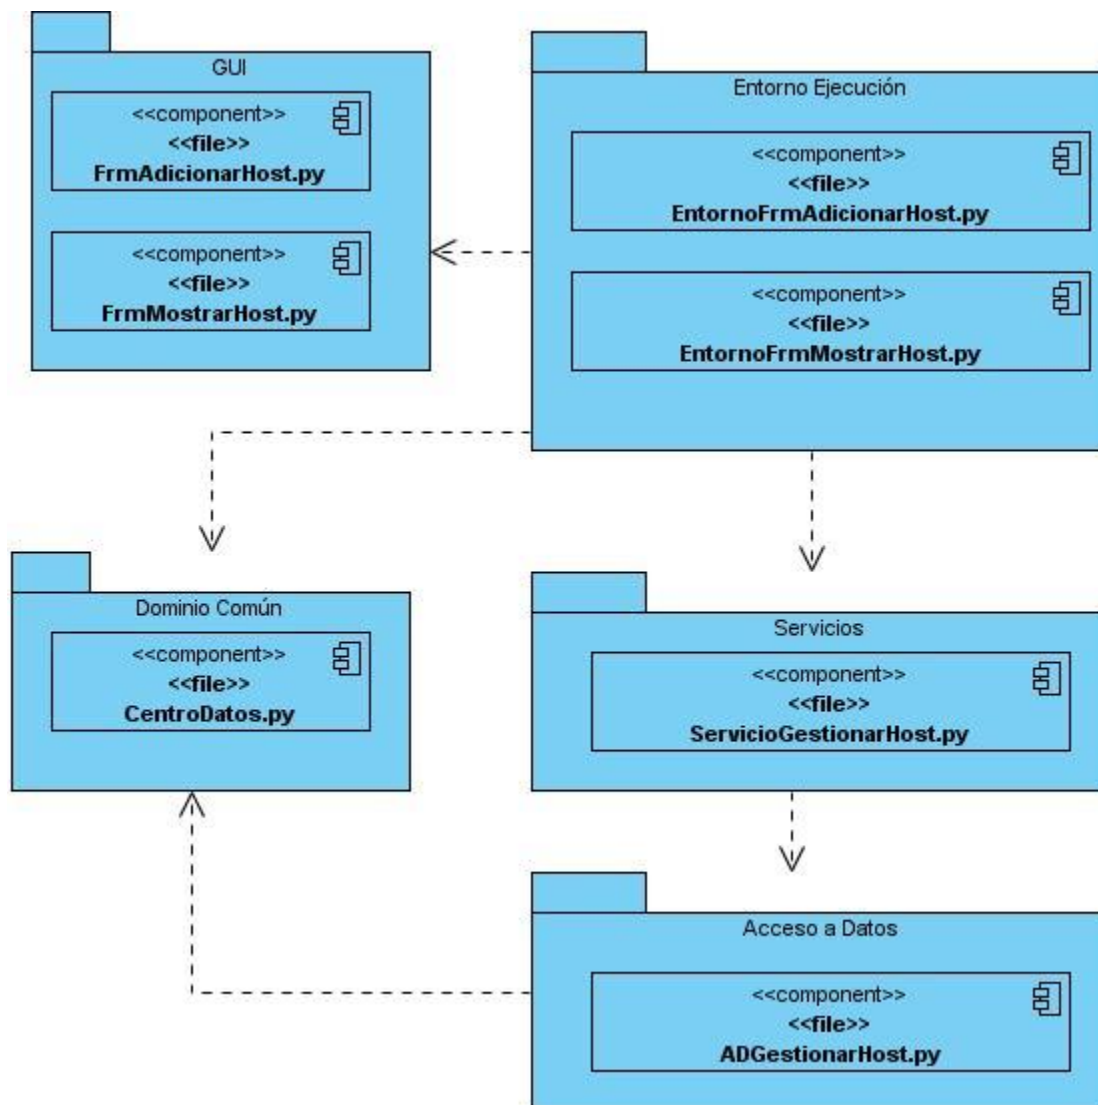 GUI
<<component>>
<<file>>
FrmAdicionarHost.py
<<component>>
<<file>>
FrmMostrarHost.py
Entorno Ejecución
<<component>>
<<file>>
EntornoFrmAdicionarHost.py
<<component>>
<<file>>
EntornoFrmMostrarHost.py
Dominio Común
<<component>>
<<file>>
CentroDatos.py
Servicios
<<component>>
<<file>>
ServicioGestionarHost.py
Acceso a Datos
<<component>>
<<file>>
ADGestionarHost.py